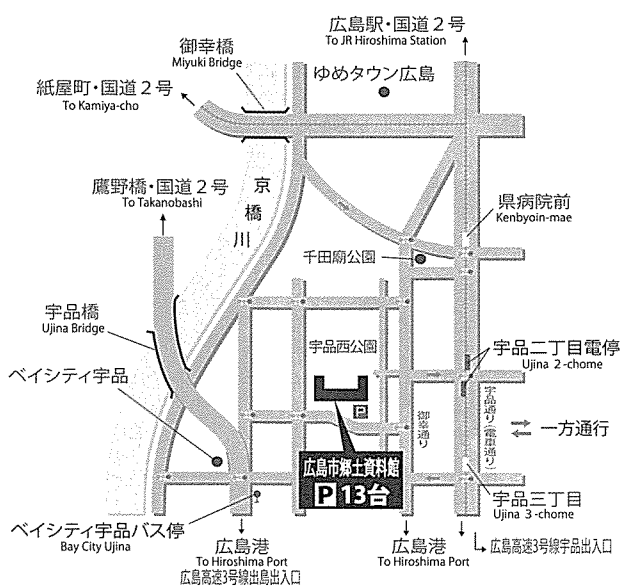 広島駅・国道２号
To JR Hiroshima Station
御幸橋
Miyuki Bridge
ゆめタウン広島
紙屋町・国道２号
To Kamiya-cho
鷹野橋・国道２号
To Takanobashi
京橋川
県病院前
Kenbyoin-mae
千田廟公園
宇品橋
Ujina Bridge
宇品西公園
宇品二丁目電停
Ujina 2-chome
ベイシティ宇品
P
御幸通り
宇品通り(電車通り)
一方通行
広島市郷土資料館
P 13台
宇品三丁目
Ujina 3-chome
ベイシティ宇品バス停
Bay City Ujina
広島港
To Hiroshima Port
広島高速3号線出島出入口
広島港
To Hiroshima Port
広島高速3号線宇品出入口